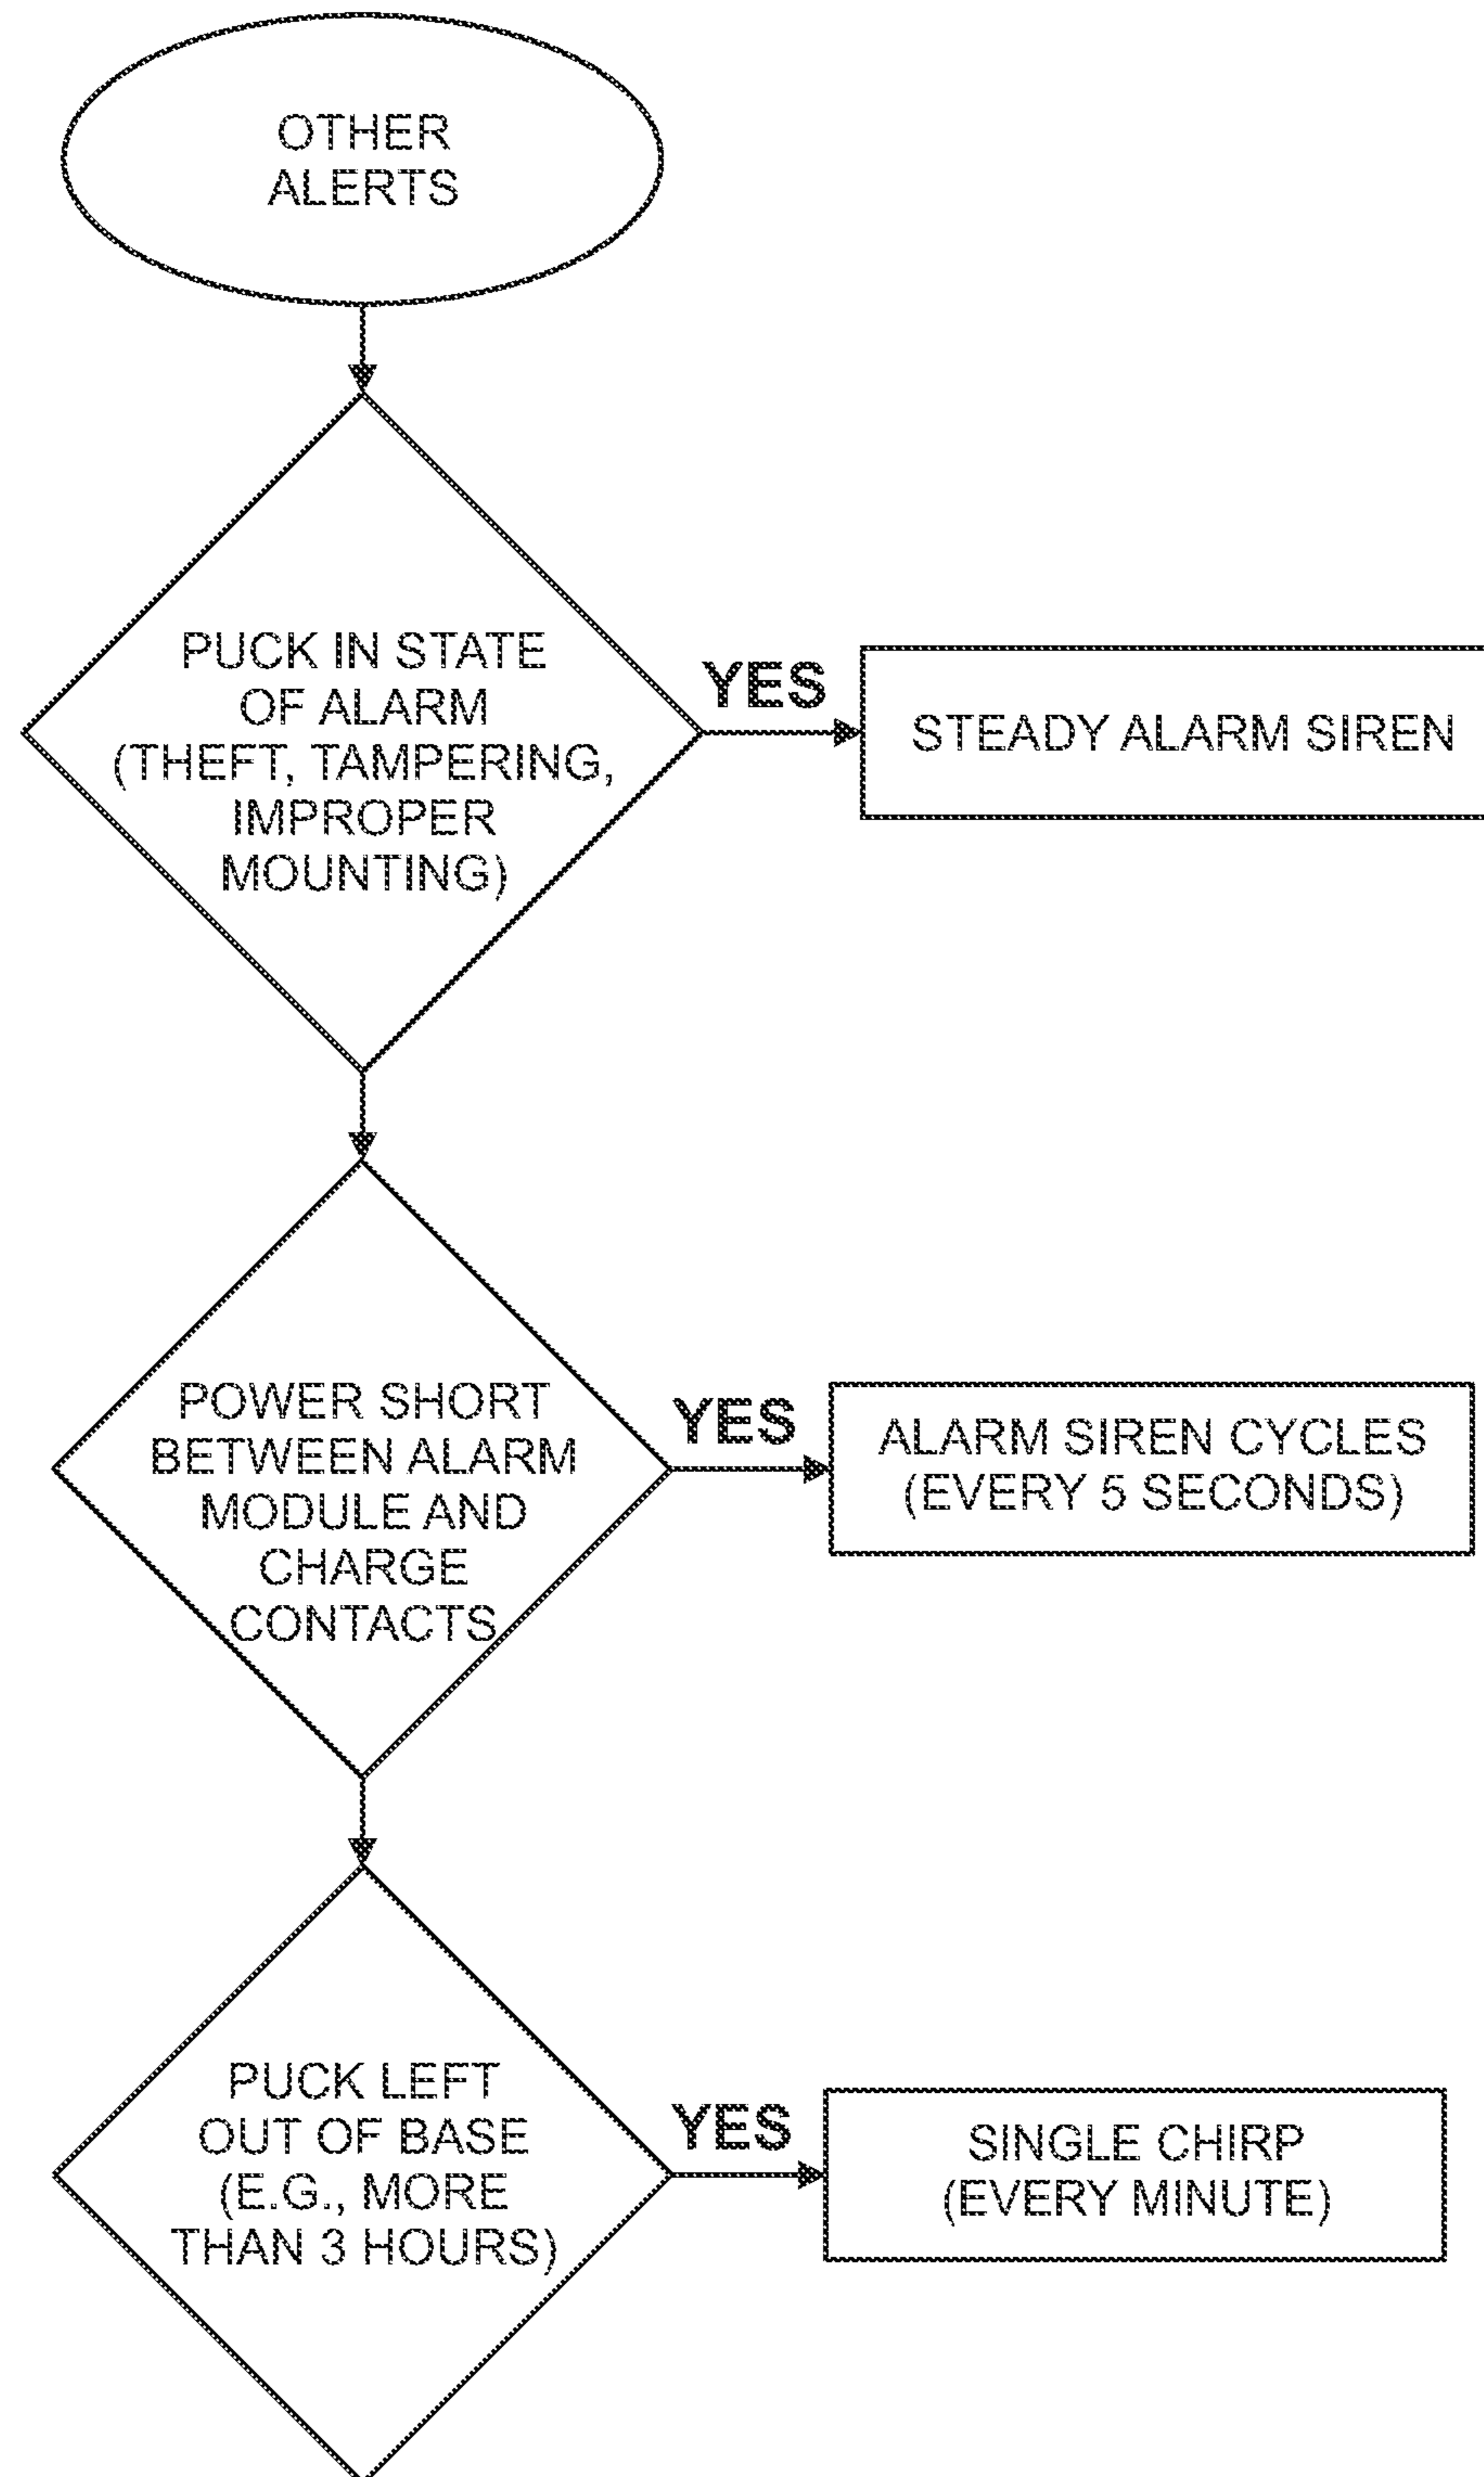 OTHER
ALERTS
PUCK IN STATE
OF ALARM
(THEFT, TAMPERING,
IMPROPER
MOUNTING)
YES
STEADY ALARM SIREN
POWER SHORT
BETWEEN ALARM
MODULE AND
CHARGE
CONTACTS
YES
ALARM SIREN CYCLES
(EVERY 5 SECONDS)
PUCK LEFT
OUT OF BASE
(E.G., MORE
THAN 3 HOURS)
YES
SINGLE CHIRP
(EVERY MINUTE)